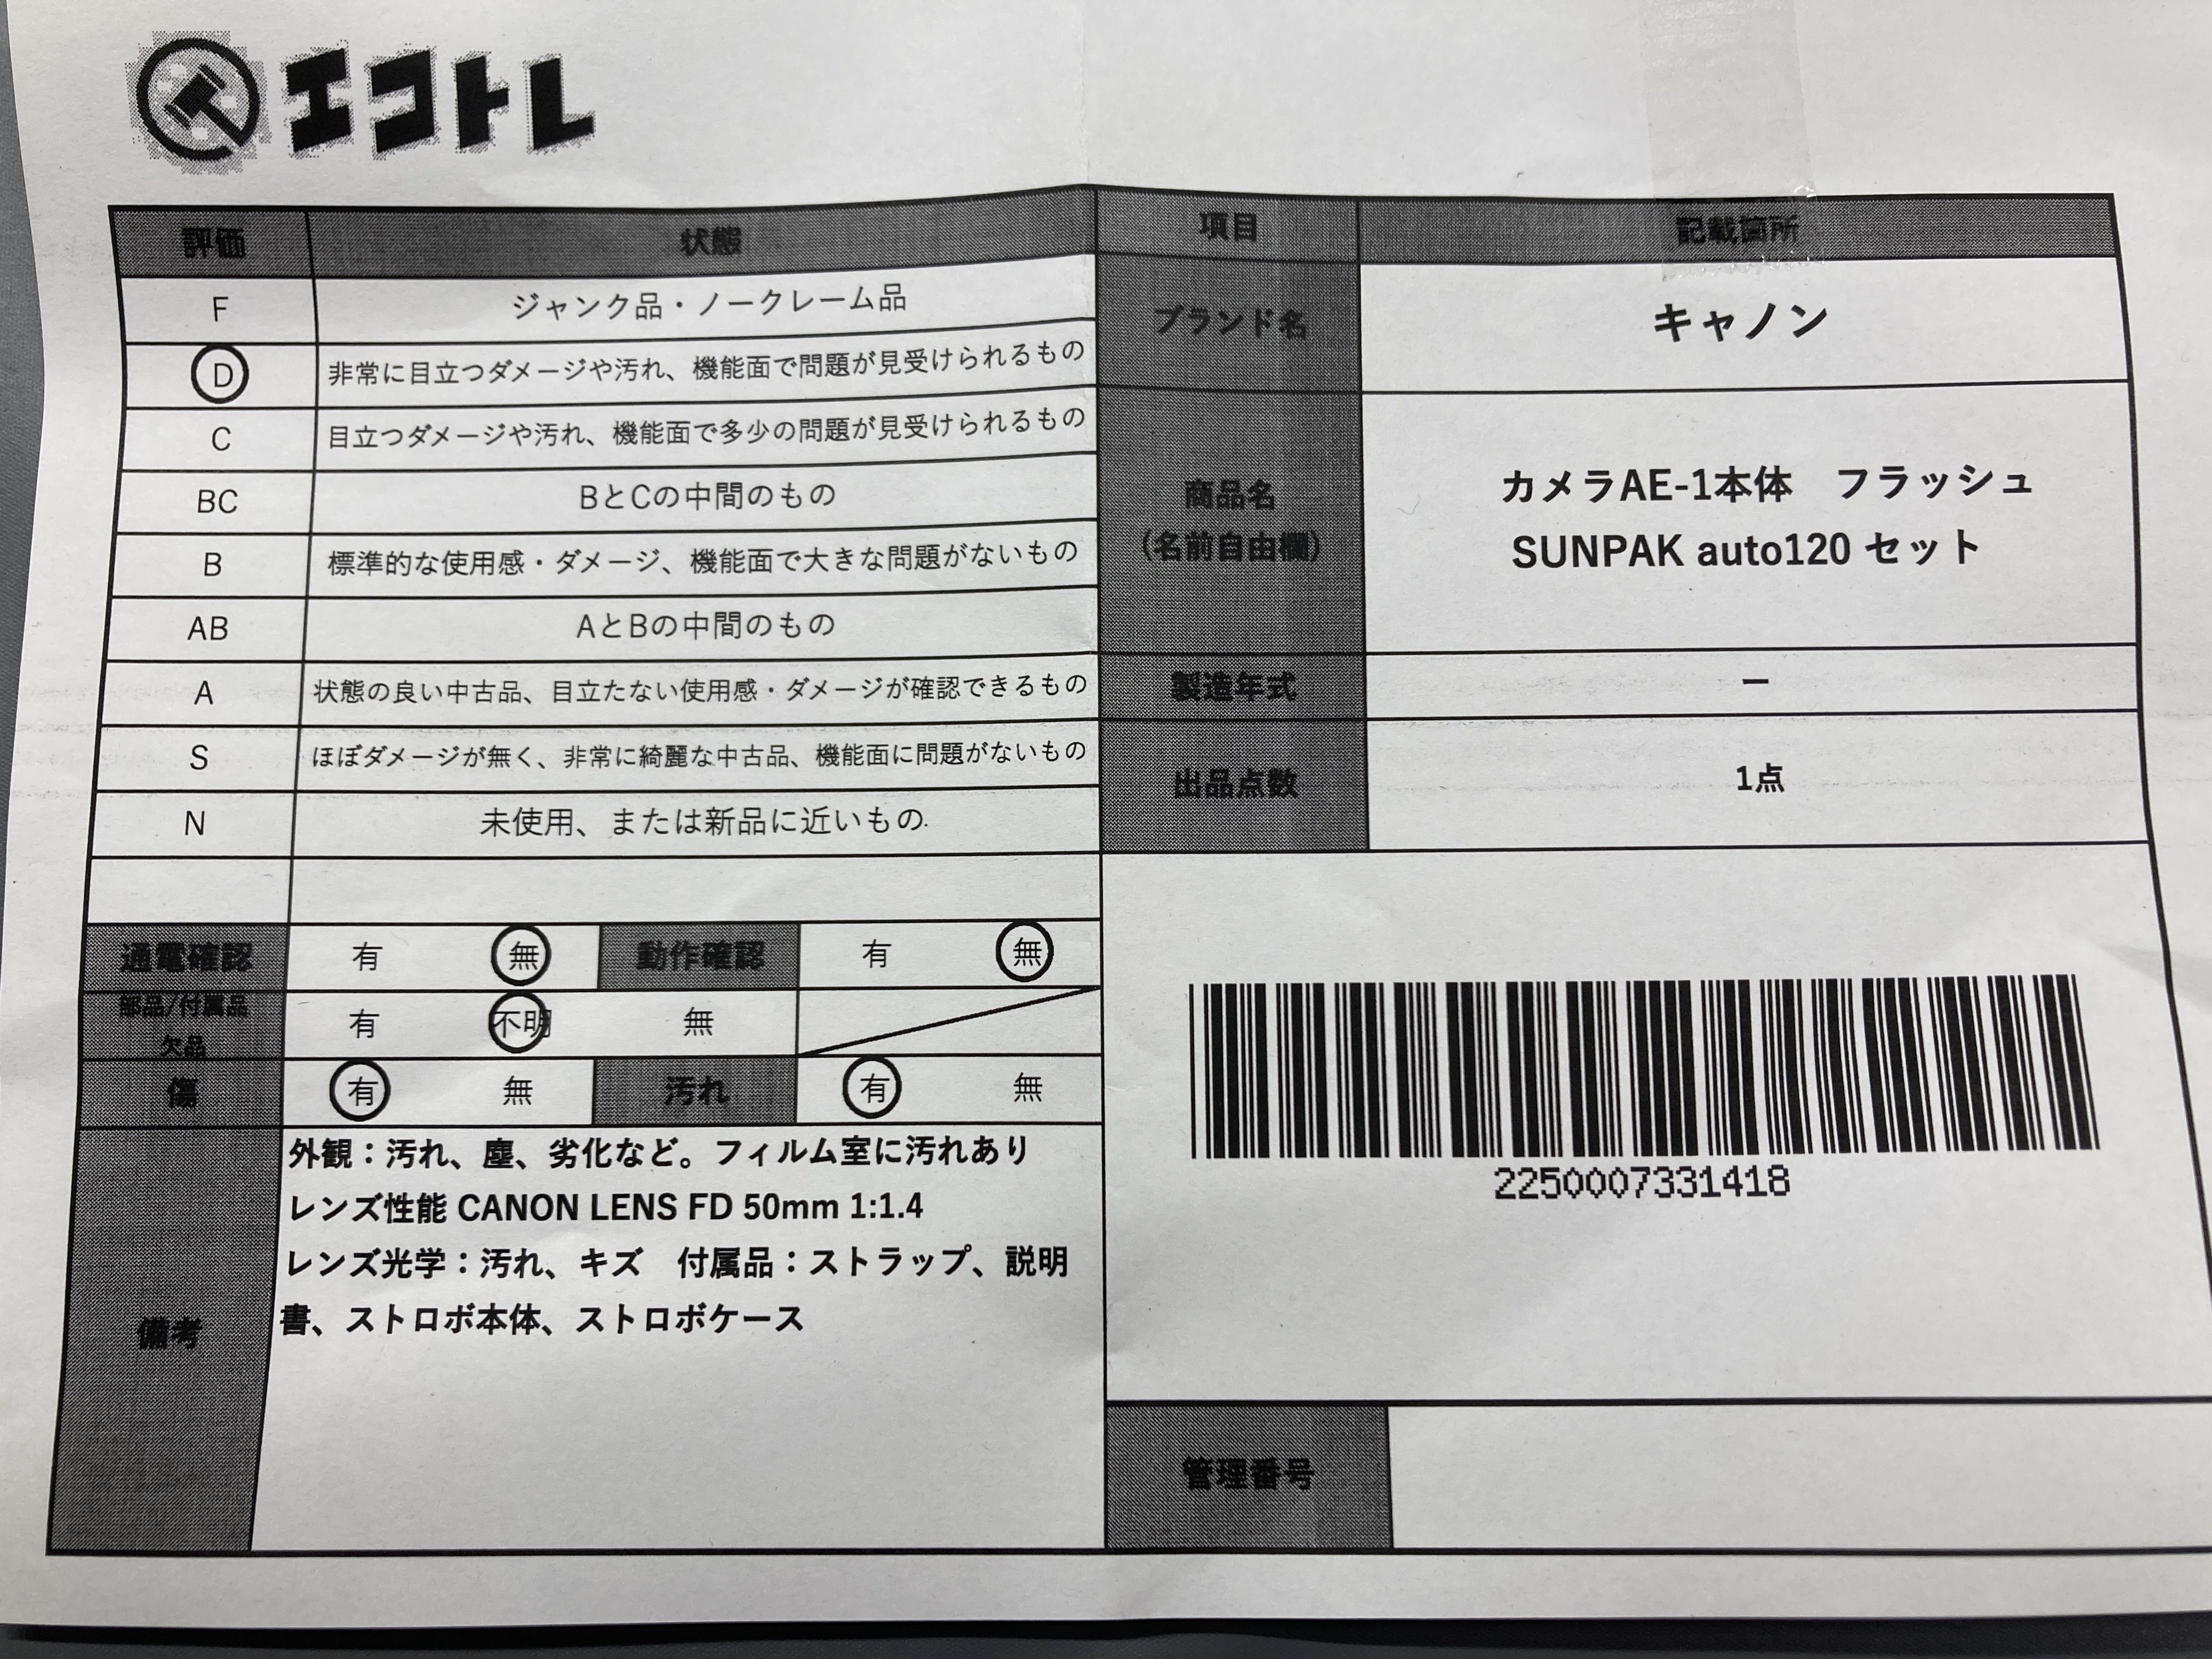 エコトレ
評価 状態
F ジャンク品・ノークレーム品
D 非常に目立つダメージや汚れ、機能面で問題が見受けられるもの
C 目立つダメージや汚れ、機能面で多少の問題が見受けられるもの
BC BとCの中間のもの
B 標準的な使用感・ダメージ、機能面で大きな問題がないもの
AB AとBの中間のもの
A 状態の良い中古品、目立たない使用感・ダメージが確認できるもの
S ほぼダメージが無く、非常に綺麗な中古品、機能面に問題がないもの
N 未使用、または新品に近いもの.
通電確認 有 無 動作確認 有 無
部品/付属品
欠品 有 不明 無
傷 有 無 汚れ 有 無
備考
外観：汚れ、塵、劣化など。フィルム室に汚れあり
レンズ性能 CANON LENS FD 50mm 1:1.4
レンズ光学：汚れ、キズ　付属品：ストラップ、説明
書、ストロボ本体、ストロボケース
項目 記載箇所
ブランド名 キャノン
商品名
（名前自由欄）
カメラAE-1本体　フラッシュ
SUNPAK auto120 セット
製造年式 ー
出品点数 1点
2250007331418
管理番号